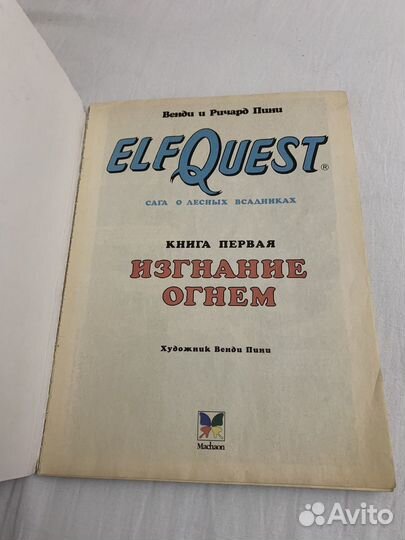 Венди и Ричард Пини
ELFQUEST®
САГА О ЛЕСНЫХ ВСАДНИКАХ
КНИГА ПЕРВАЯ
ИЗГНАНИЕ
ОГНЕМ
Художник Венди Пини
Machaon
Avito